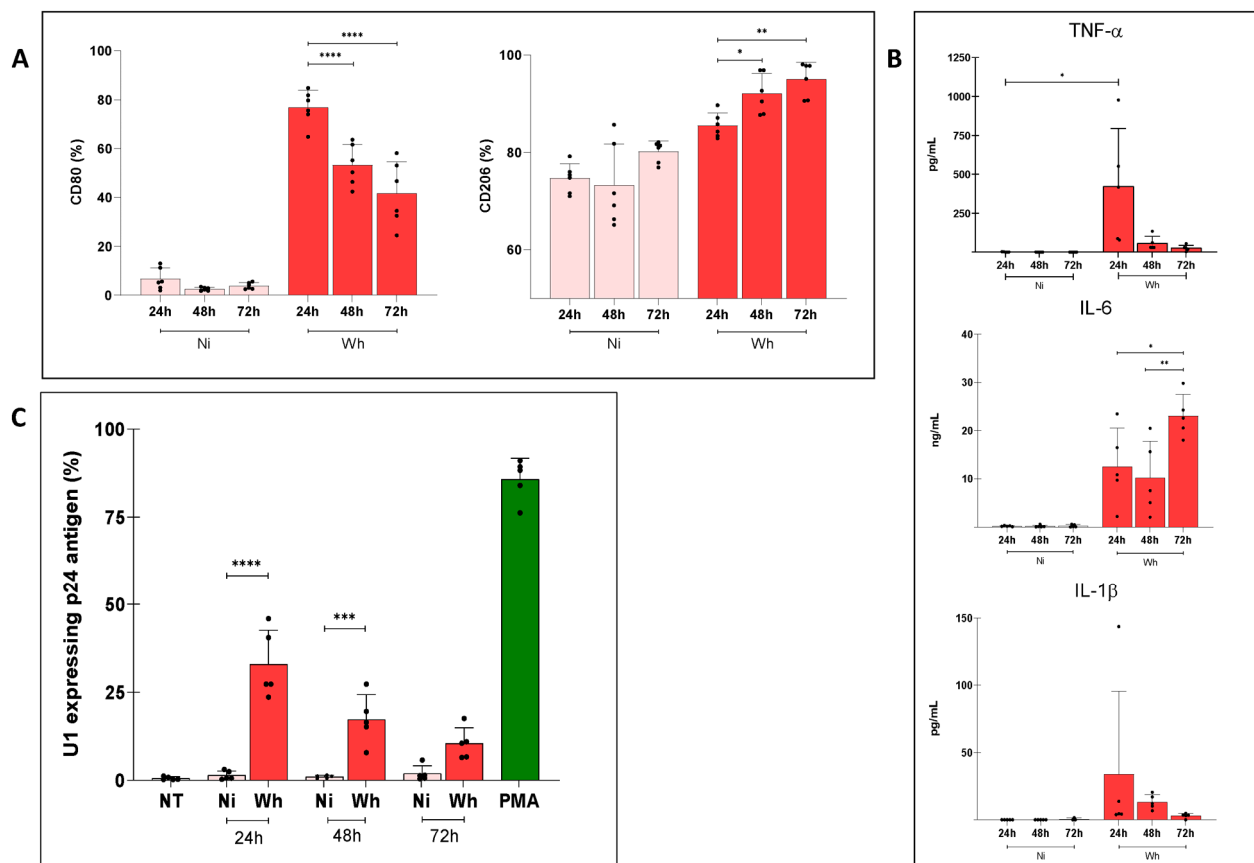 A
CD80 (%)
100
80
60
40
20
0
****
****
24h 48h 72h 24h 48h 72h
Ni Wh
CD206 (%)
100
80
60
**
*
24h 48h 72h 24h 48h 72h
Ni Wh
B
TNF-α
pg/mL
1250
1000
750
500
250
*
24h 48h 72h 24h 48h 72h
Ni Wh
IL-6
ng/mL
40
30
20
10
*
**
24h 48h 72h 24h 48h 72h
Ni Wh
IL-1β
pg/mL
150
100
50
24h 48h 72h 24h 48h 72h
Ni Wh
C
U1 expressing p24 antigen (%)
100
75
50
25
0
****
***
NT Ni Wh Ni Wh Ni Wh PMA
24h 48h 72h